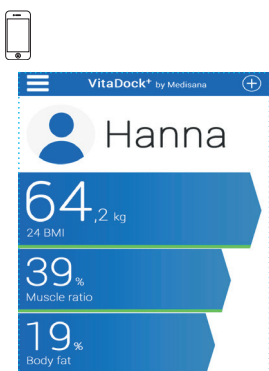 VitaDock+ by Medisana
Hanna
64,2 kg
24 BMI
39%
Muscle ratio
19%
Body fat